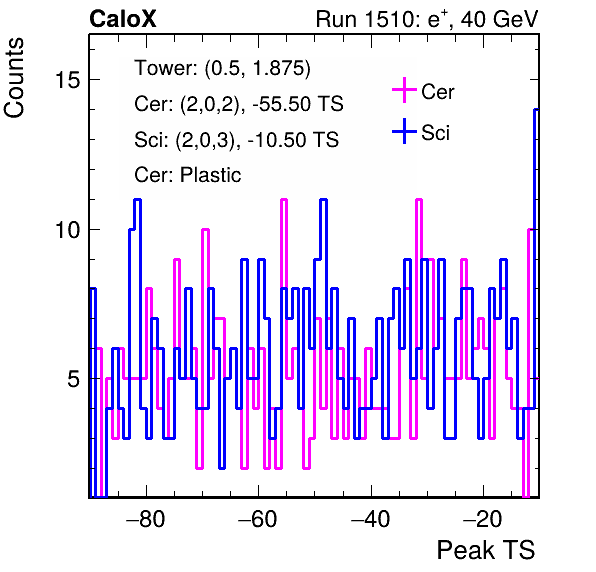 CaloX Run 1510: e⁺, 40 GeV
Counts
Tower: (0.5, 1.875)
Cer: (2,0,2), -55.50 TS
Sci: (2,0,3), -10.50 TS
Cer: Plastic
Cer
Sci
15
10
5
−80 −60 −40 −20
Peak TS